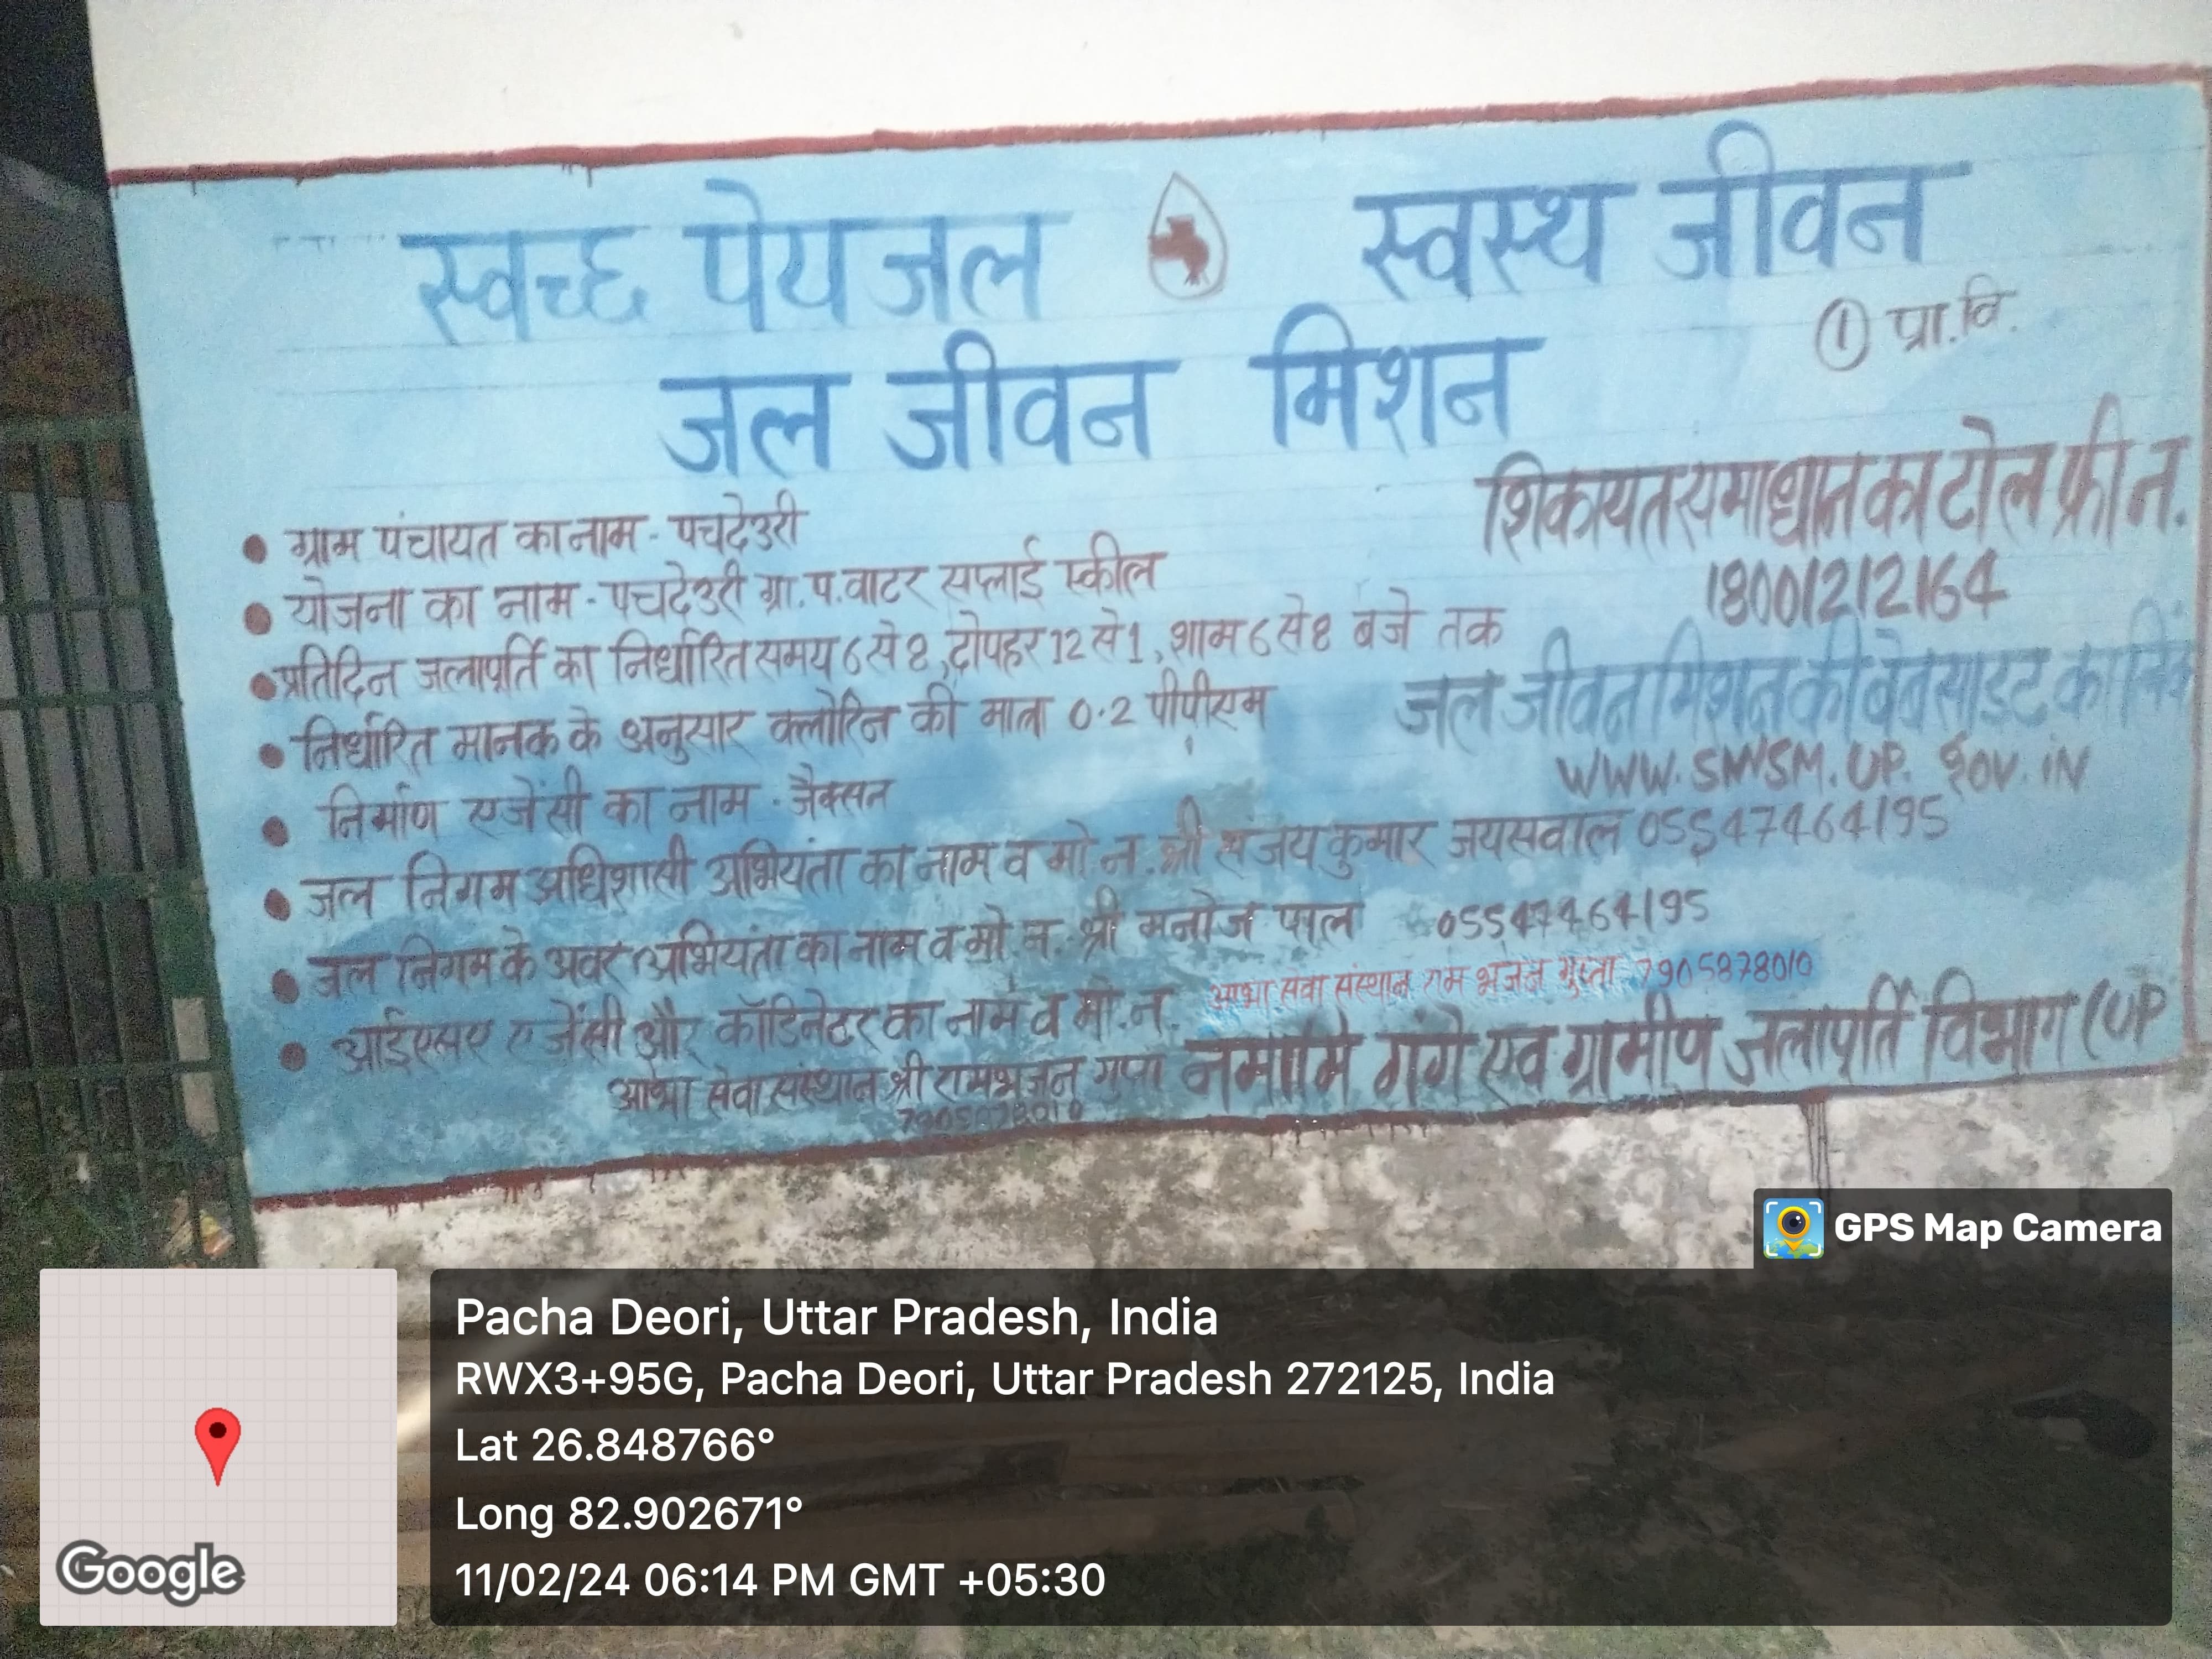 स्वच्छ पेयजल स्वस्थ जीवन
जल जीवन मिशन
① प्रा.वि.
• ग्राम पंचायत का नाम - पचदेउरी
• योजना का नाम - पचदेउरी ग्रा.प. वाटर सप्लाई स्कील
• प्रतिदिन जलापूर्ति का निर्धारित समय 6 से 8, दोपहर 12 से 1, शाम 6 से 8 बजे तक
• निर्धारित मानक के अनुसार क्लोरिन की मात्रा 0.2 पीपीएम
• निर्माण एजेंसी का नाम - जैक्सन
शिकायत समाधान का टोल फ्री न.
18001212164
जल जीवन मिशन की वेबसाइट का लिंक
WWW.SWSM.UP.gov.iN
• जल निगम अधिशासी अभियंता का नाम व मो न. श्री संजय कुमार जयसवाल 05547464195
• जल निगम के अवर अभियंता का नाम व मो. न. श्री मनोज पाल 05547464195
• आईएसए एजेंसी और कॉडिनेटर का नाम व मो. न. आभा सेवा संस्थान राम भजन गुप्ता 7905878010
आभा सेवा संस्थान श्री रामभजन गुप्ता
नमामि गंगे एव ग्रामीण जलापूर्ति विभाग (UP
GPS Map Camera
Pacha Deori, Uttar Pradesh, India
RWX3+95G, Pacha Deori, Uttar Pradesh 272125, India
Lat 26.848766°
Long 82.902671°
11/02/24 06:14 PM GMT +05:30
Google